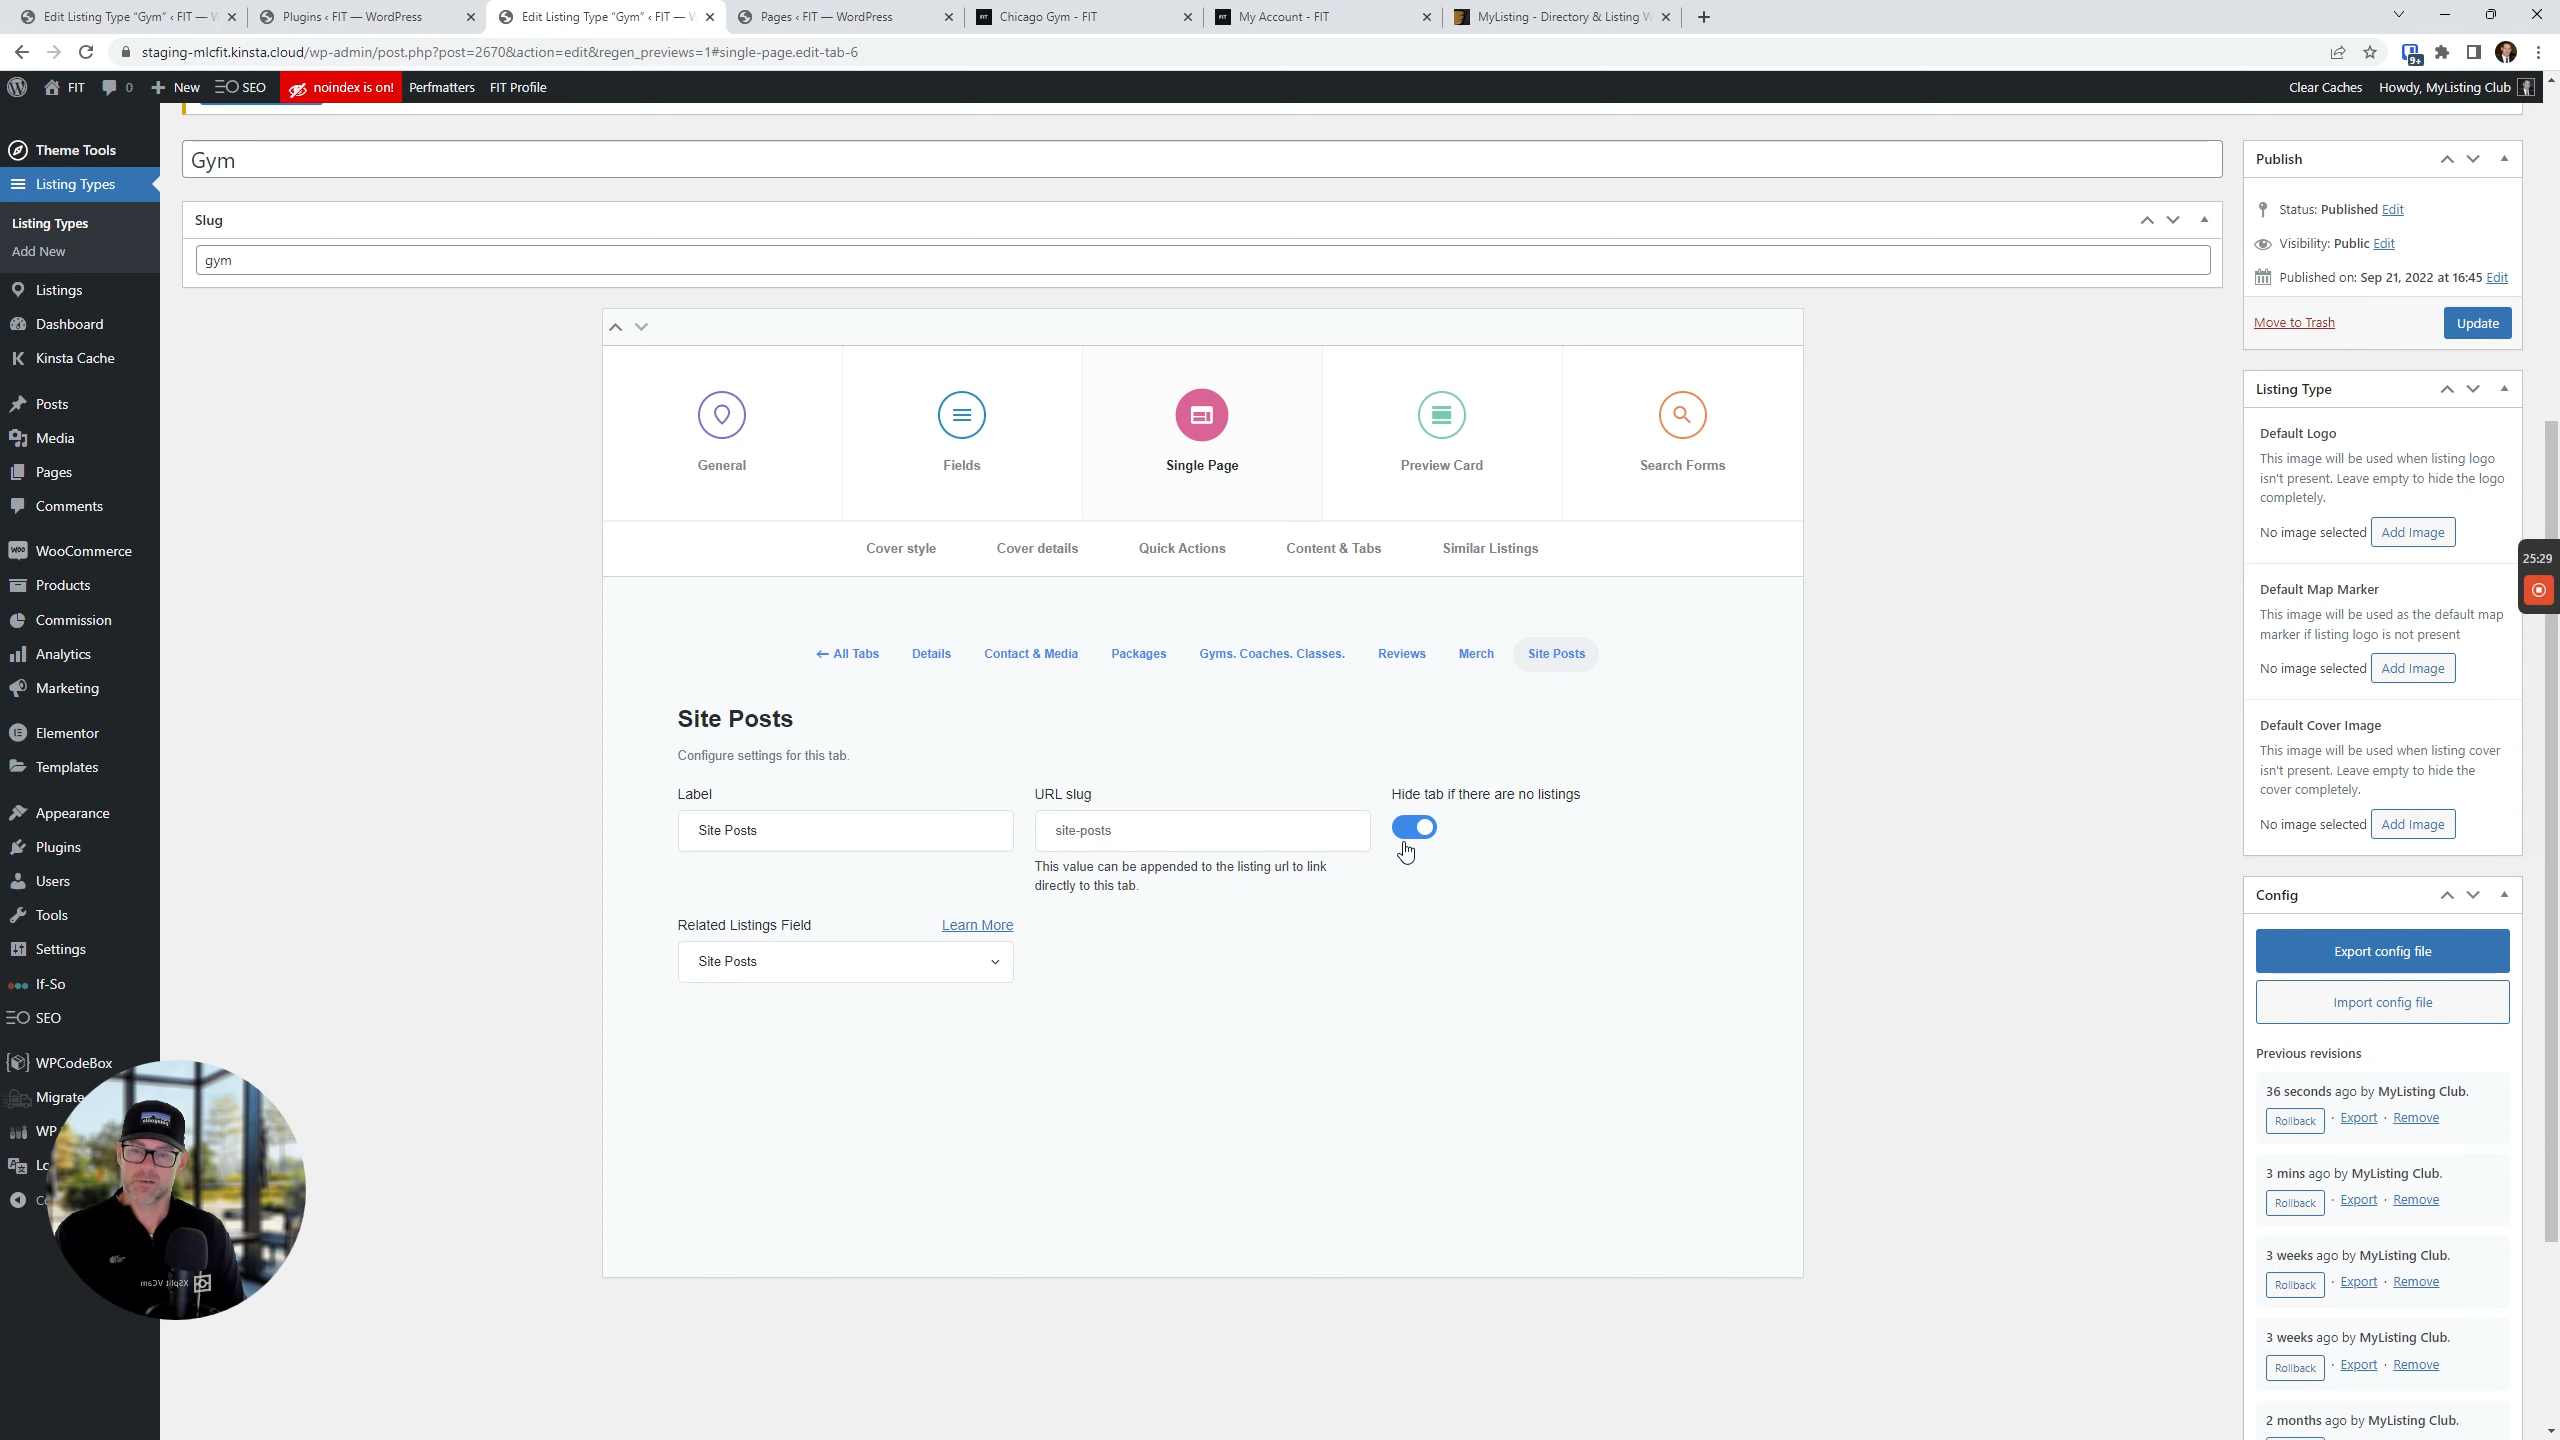 Edit Listing Type "Gym" ‹ FIT — W
Plugins ‹ FIT — WordPress
Edit Listing Type "Gym" ‹ FIT — W
Pages ‹ FIT — WordPress
Chicago Gym - FIT
My Account - FIT
MyListing - Directory & Listing W
staging-mlcfit.kinsta.cloud/wp-admin/post.php?post=2670&action=edit&regen_previews=1#single-page.edit-tab-6
9+
FIT
0
New
SEO
noindex is on!
Perfmatters
FIT Profile
Clear Caches
Howdy, MyListing Club
Theme Tools
Listing Types
Listing Types
Add New
Listings
Dashboard
Kinsta Cache
Posts
Media
Pages
Comments
WooCommerce
Products
Commission
Analytics
Marketing
Elementor
Templates
Appearance
Plugins
Users
Tools
Settings
If-So
SEO
WPCodeBox
Migrate
WP
Gym
Slug
gym
General
Fields
Single Page
Preview Card
Search Forms
Cover style
Cover details
Quick Actions
Content & Tabs
Similar Listings
← All Tabs
Details
Contact & Media
Packages
Gyms. Coaches. Classes.
Reviews
Merch
Site Posts
Site Posts
Configure settings for this tab.
Label
Site Posts
URL slug
site-posts
This value can be appended to the listing url to link
directly to this tab.
Hide tab if there are no listings
Related Listings Field
Learn More
Site Posts
Publish
Status: Published Edit
Visibility: Public Edit
Published on: Sep 21, 2022 at 16:45 Edit
Move to Trash
Update
Listing Type
Default Logo
This image will be used when listing logo
isn't present. Leave empty to hide the logo
completely.
No image selected
Add Image
Default Map Marker
This image will be used as the default map
marker if listing logo is not present
No image selected
Add Image
Default Cover Image
This image will be used when listing cover
isn't present. Leave empty to hide the
cover completely.
No image selected
Add Image
Config
Export config file
Import config file
Previous revisions
36 seconds ago by MyListing Club.
Rollback · Export · Remove
3 mins ago by MyListing Club.
Rollback · Export · Remove
3 weeks ago by MyListing Club.
Rollback · Export · Remove
3 weeks ago by MyListing Club.
Rollback · Export · Remove
2 months ago by MyListing Club.
25:29
XSplit VCam